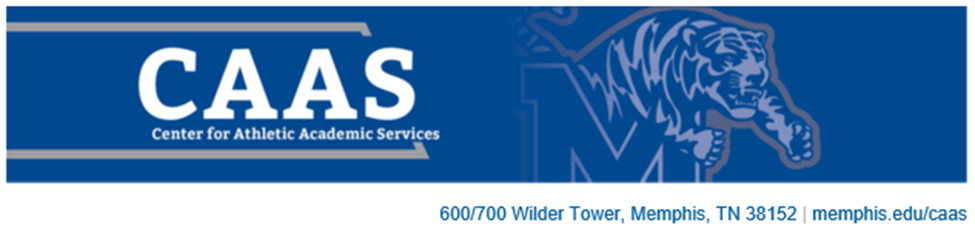 CAAS
Center for Athletic Academic Services
M
600/700 Wilder Tower, Memphis, TN 38152 | memphis.edu/caas